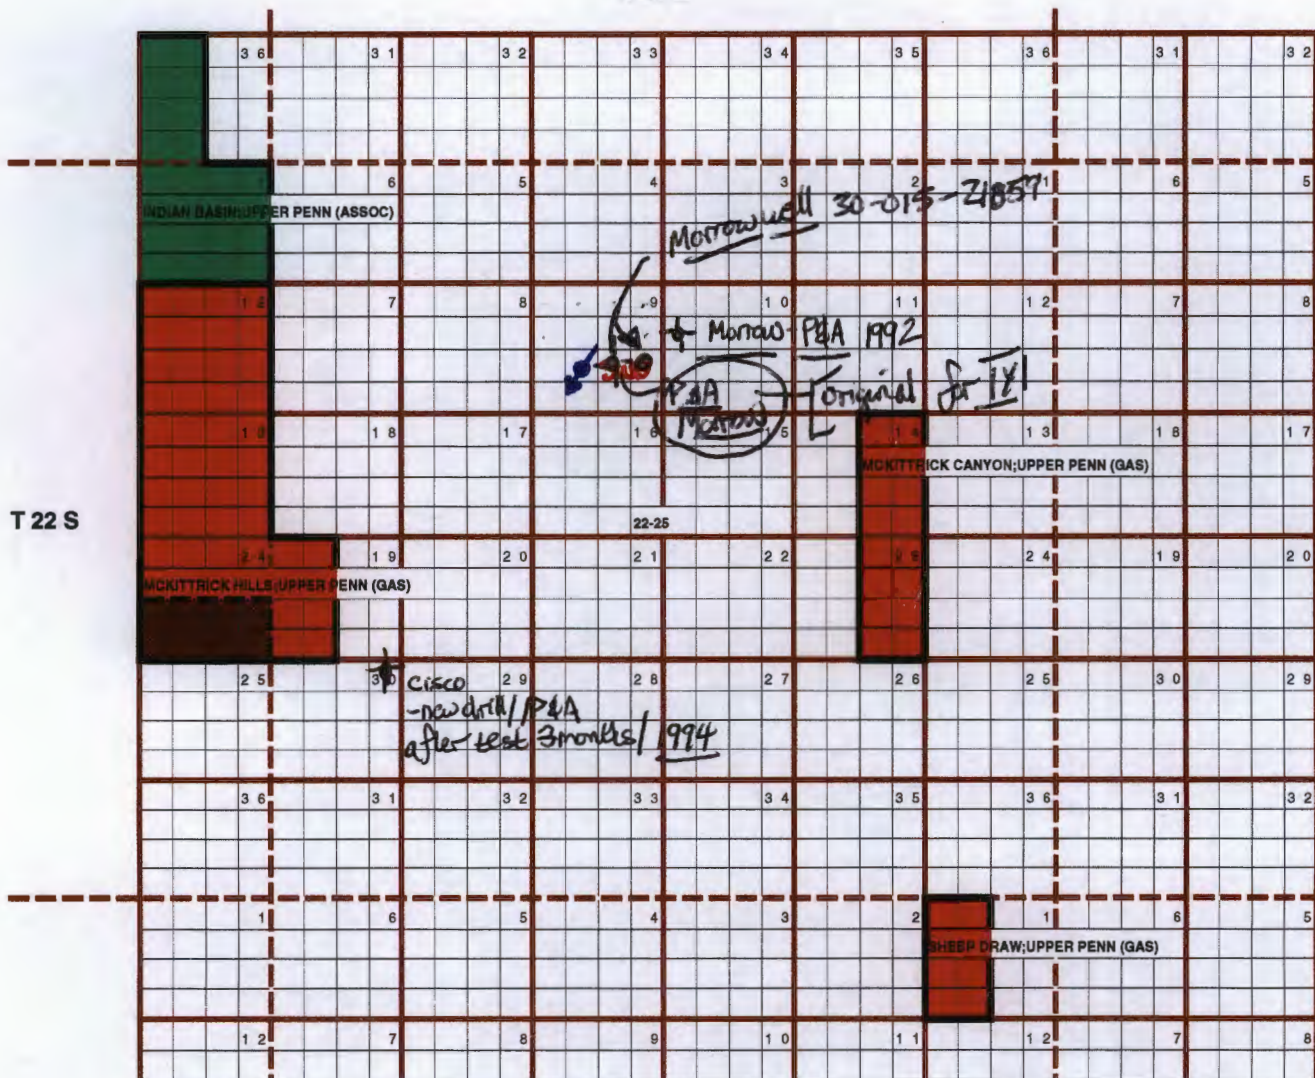 36 31 32 33 34 35 36 31 32
6 5 4 3 2 1 6 5
INDIAN BASIN;UPPER PENN (ASSOC)
Morrow well 30-015-21857
7 8 9 10 11 12 7 8
Morrow P&A 1992
P&A
Morrow
original for
13 18 17 16 15 14 13 18 17
MCKITTRICK CANYON;UPPER PENN (GAS)
T 22 S
22-25
24 19 20 21 22 24 19 20
MCKITTRICK HILLS;UPPER PENN (GAS)
25 30 29 28 27 26 25 30 29
cisco
-new drill/P&A
after test 3months/ 1994
36 31 32 33 34 35 36 31 32
1 6 5 4 3 2 1 6 5
SHEEP DRAW;UPPER PENN (GAS)
12 7 8 9 10 11 12 7 8